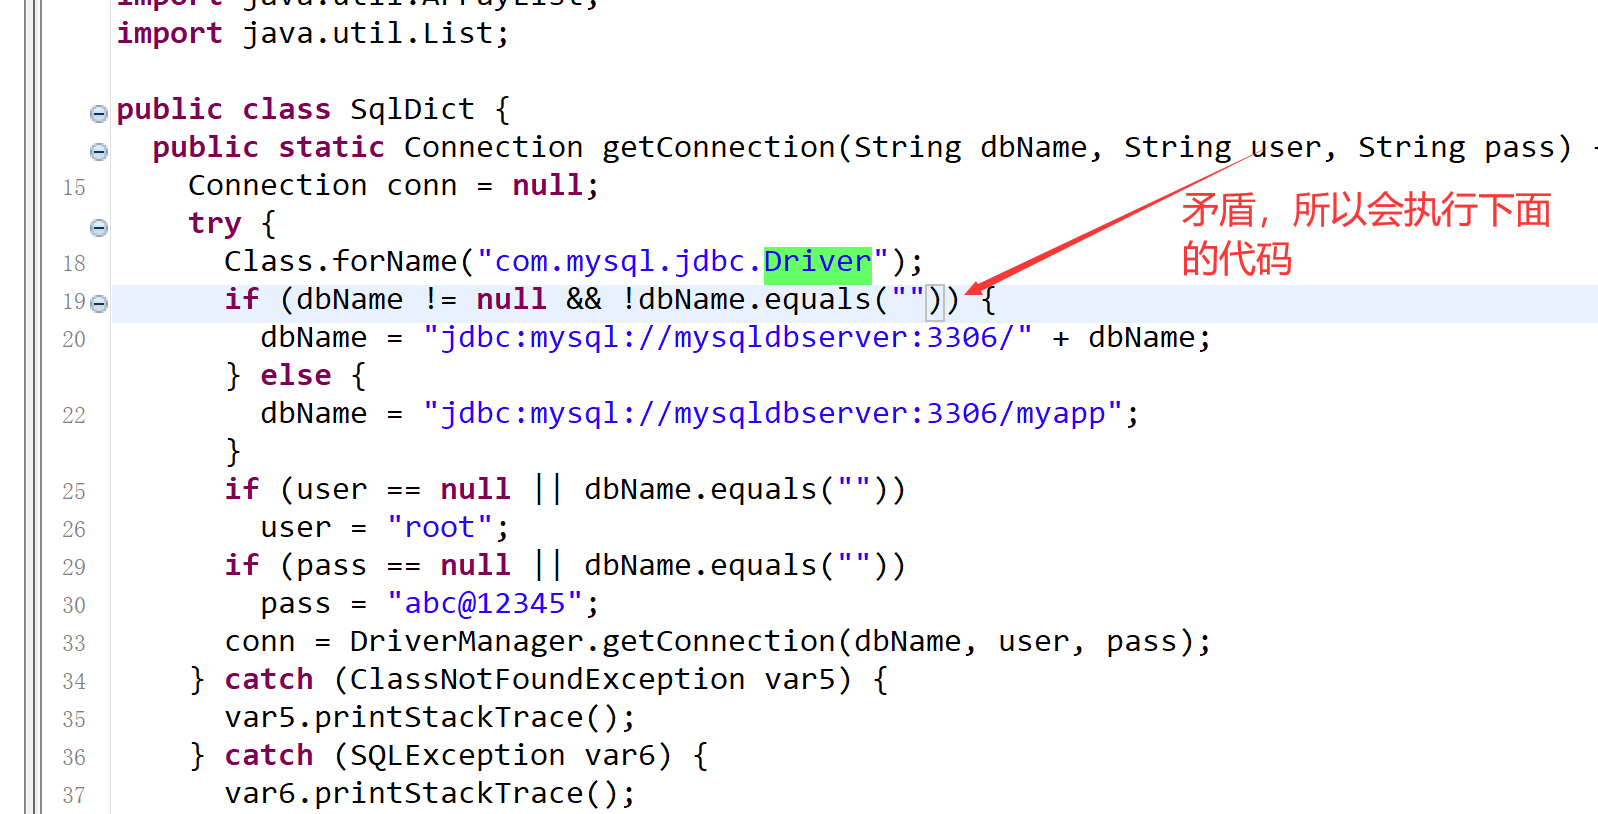 import java.util.ArrayList;
import java.util.List;
public class SqlDict {
public static Connection getConnection(String dbName, String user, String pass) {
15 Connection conn = null;
try {
18 Class.forName("com.mysql.jdbc.Driver");
19 if (dbName != null && !dbName.equals("")) {
矛盾，所以会执行下面
的代码
20 dbName = "jdbc:mysql://mysqldbserver:3306/" + dbName;
} else {
22 dbName = "jdbc:mysql://mysqldbserver:3306/myapp";
}
25 if (user == null || dbName.equals(""))
26 user = "root";
29 if (pass == null || dbName.equals(""))
30 pass = "abc@12345";
33 conn = DriverManager.getConnection(dbName, user, pass);
34 } catch (ClassNotFoundException var5) {
35 var5.printStackTrace();
36 } catch (SQLException var6) {
37 var6.printStackTrace();